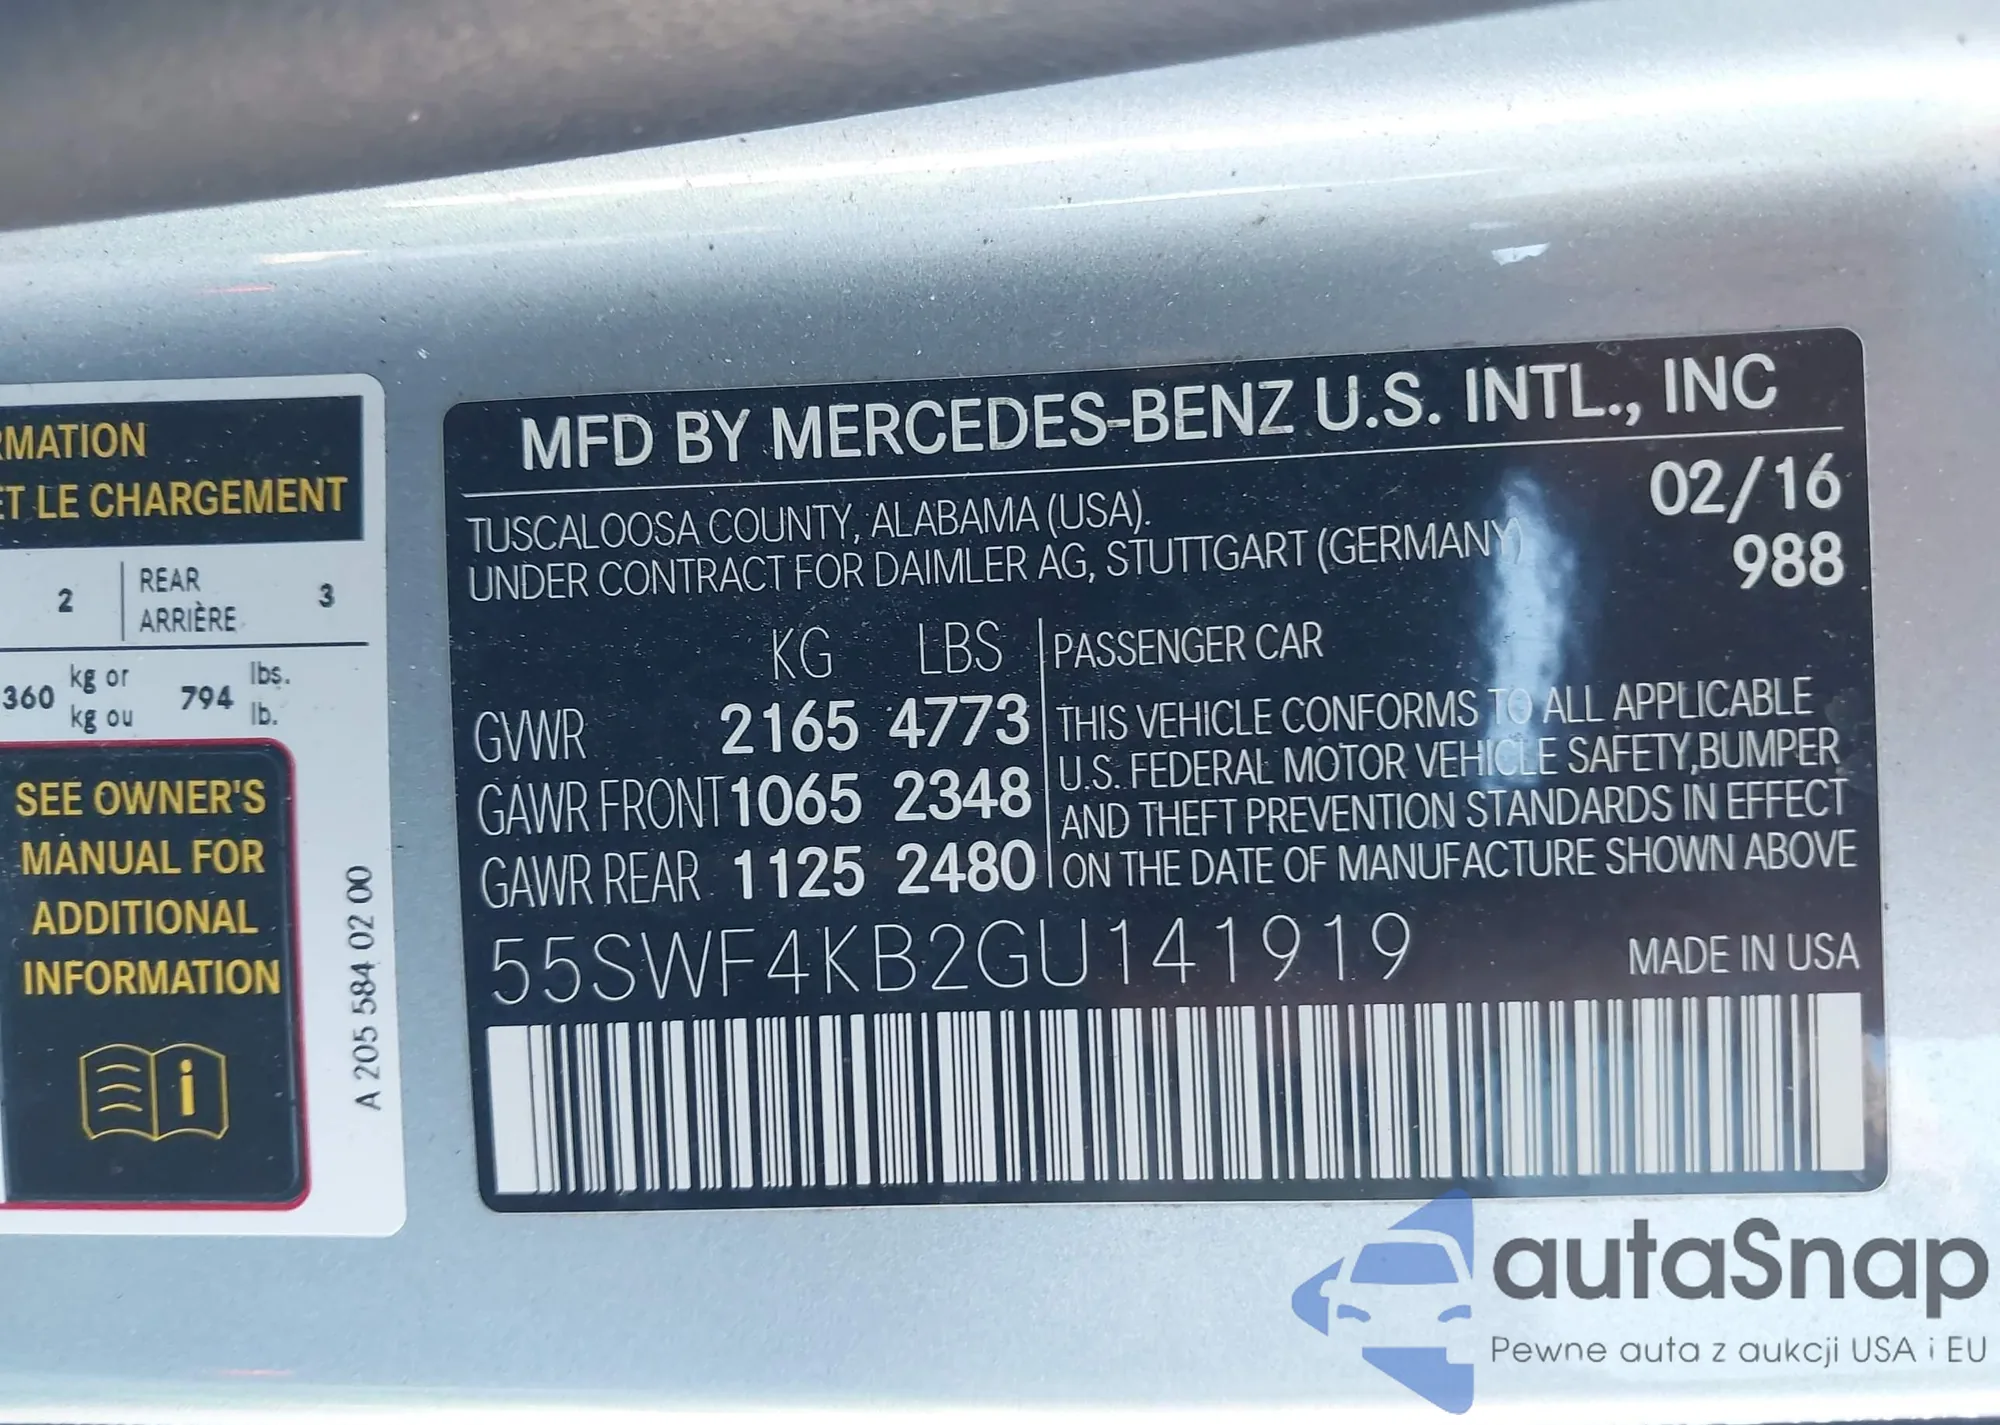 RMATION
ET LE CHARGEMENT
2 REAR 3
ARRIÈRE
360 kg or 794 lbs.
kg ou lb.
SEE OWNER'S
MANUAL FOR
ADDITIONAL
INFORMATION
A 205 584 02 00
MFD BY MERCEDES-BENZ U.S. INTL., INC
TUSCALOOSA COUNTY, ALABAMA (USA). 02/16
UNDER CONTRACT FOR DAIMLER AG, STUTTGART (GERMANY) 988
KG LBS PASSENGER CAR
GVWR 2165 4773
GAWR FRONT 1065 2348
GAWR REAR 1125 2480
THIS VEHICLE CONFORMS TO ALL APPLICABLE
U.S. FEDERAL MOTOR VEHICLE SAFETY,BUMPER
AND THEFT PREVENTION STANDARDS IN EFFECT
ON THE DATE OF MANUFACTURE SHOWN ABOVE
55SWF4KB2GU141919 MADE IN USA
autaSnap
Pewne auta z aukcji USA i EU